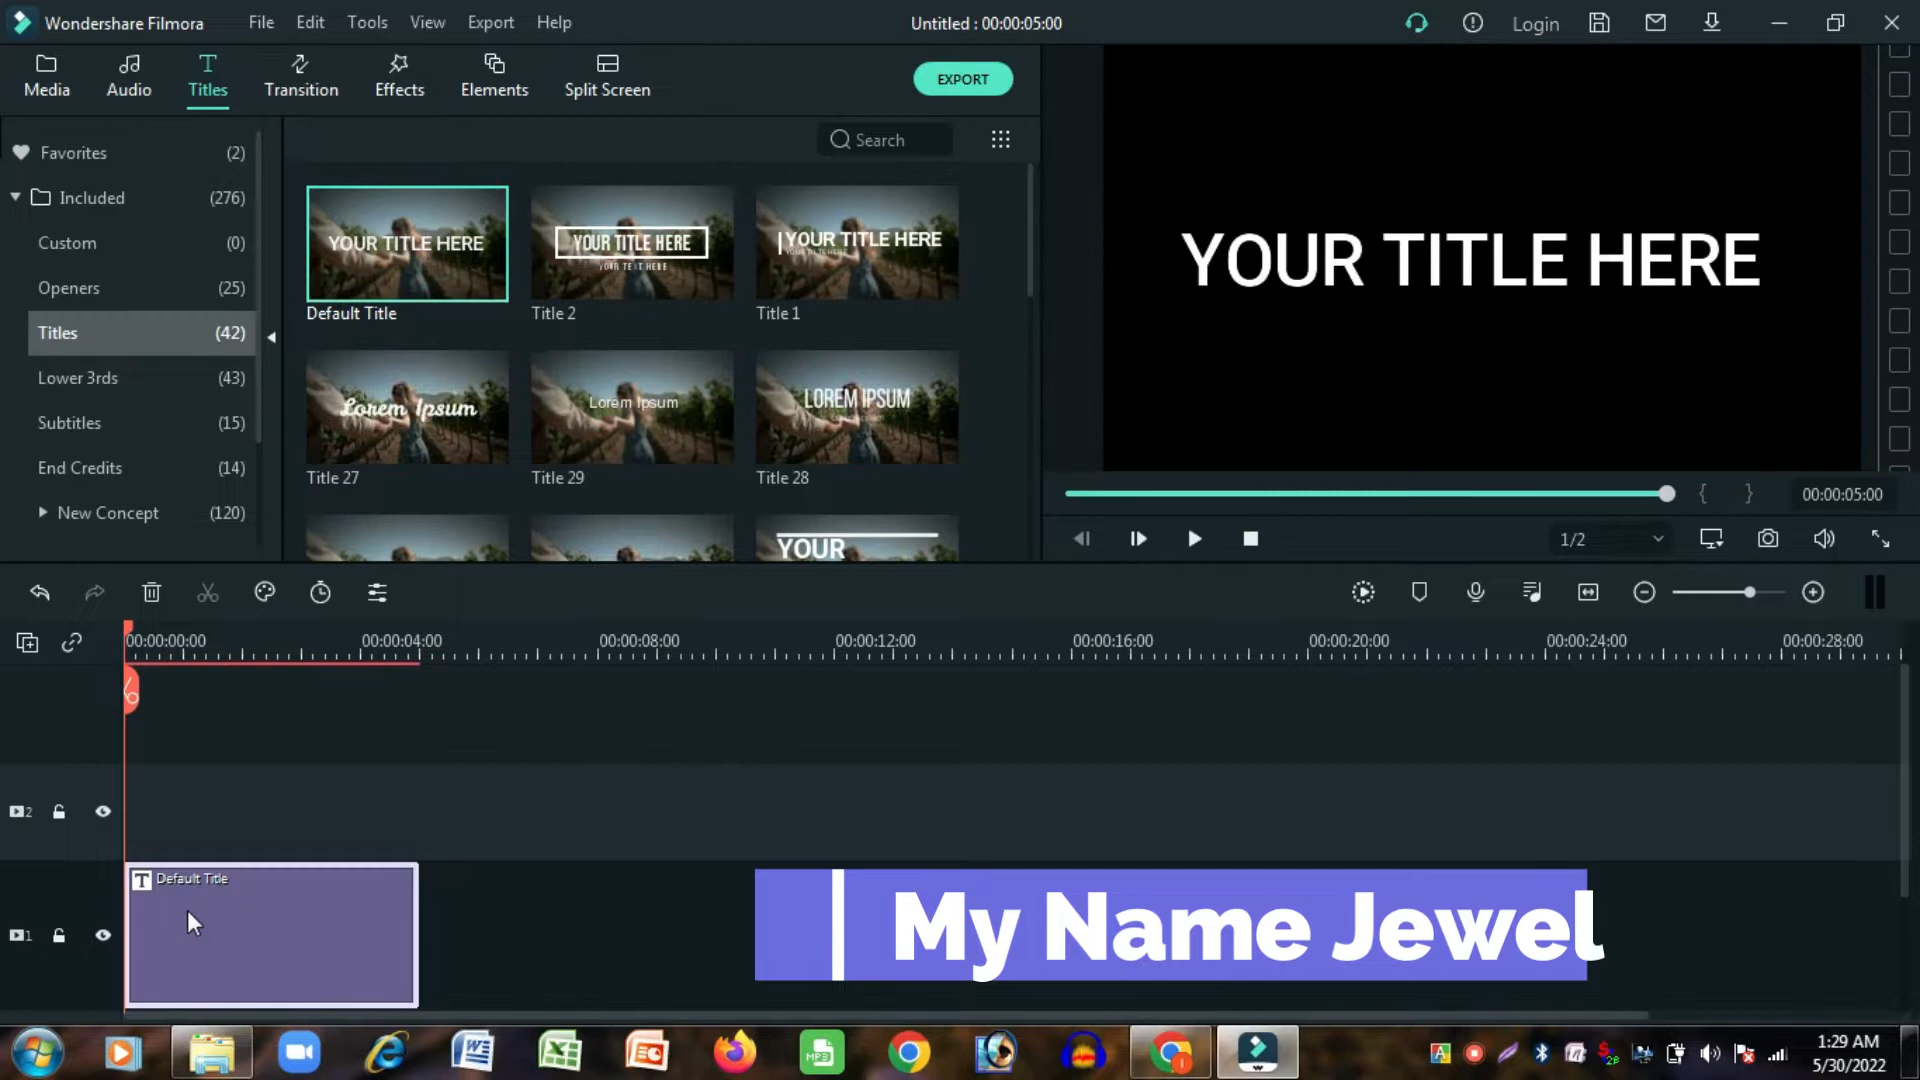 Wondershare Filmora
File
Edit
Tools
View
Export
Help
Untitled : 00:00:05:00
Login
Media
Audio
Titles
Transition
Effects
Elements
Split Screen
EXPORT
Favorites (2)
Included (276)
Custom (0)
Openers (25)
Titles (42)
Lower 3rds (43)
Subtitles (15)
End Credits (14)
New Concept (120)
Search
YOUR TITLE HERE
Default Title
YOUR TITLE HERE
YOUR TEXT HERE
Title 2
YOUR TITLE HERE
Title 1
Lorem Ipsum
Title 27
Lorem Ipsum
Title 29
LOREM IPSUM
Title 28
YOUR
YOUR TITLE HERE
00:00:05:00
1/2
00:00:00:00
00:00:04:00
00:00:08:00
00:00:12:00
00:00:16:00
00:00:20:00
00:00:24:00
00:00:28:00
2
1
T Default Title
My Name Jewel
MP3
1:29 AM
5/30/2022